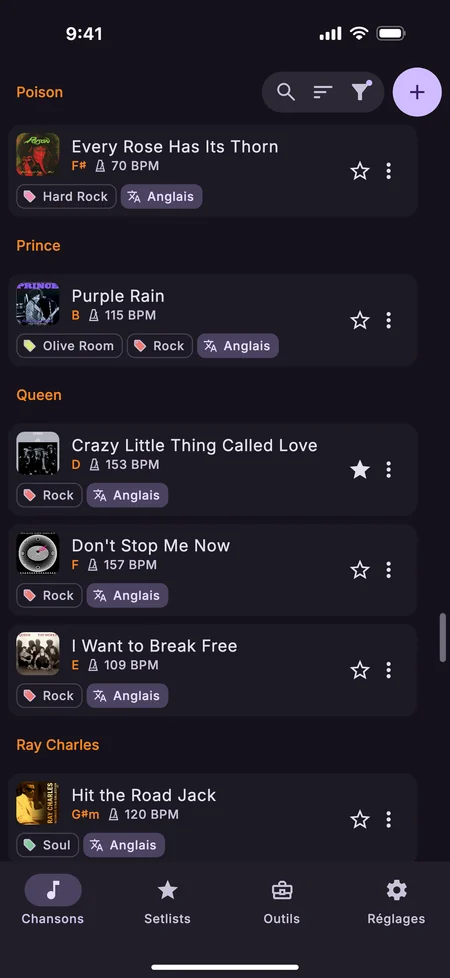 9:41
Poison
Every Rose Has Its Thorn
F# 70 BPM
Hard Rock Anglais
Prince
PRINCE
Purple Rain
B 115 BPM
Olive Room Rock Anglais
Queen
Crazy Little Thing Called Love
D 153 BPM
Rock Anglais
Don't Stop Me Now
F 157 BPM
Rock Anglais
I Want to Break Free
E 109 BPM
Rock Anglais
Ray Charles
RAY CHARLES
Hit the Road Jack
G#m 120 BPM
Soul Anglais
Chansons Setlists Outils Réglages